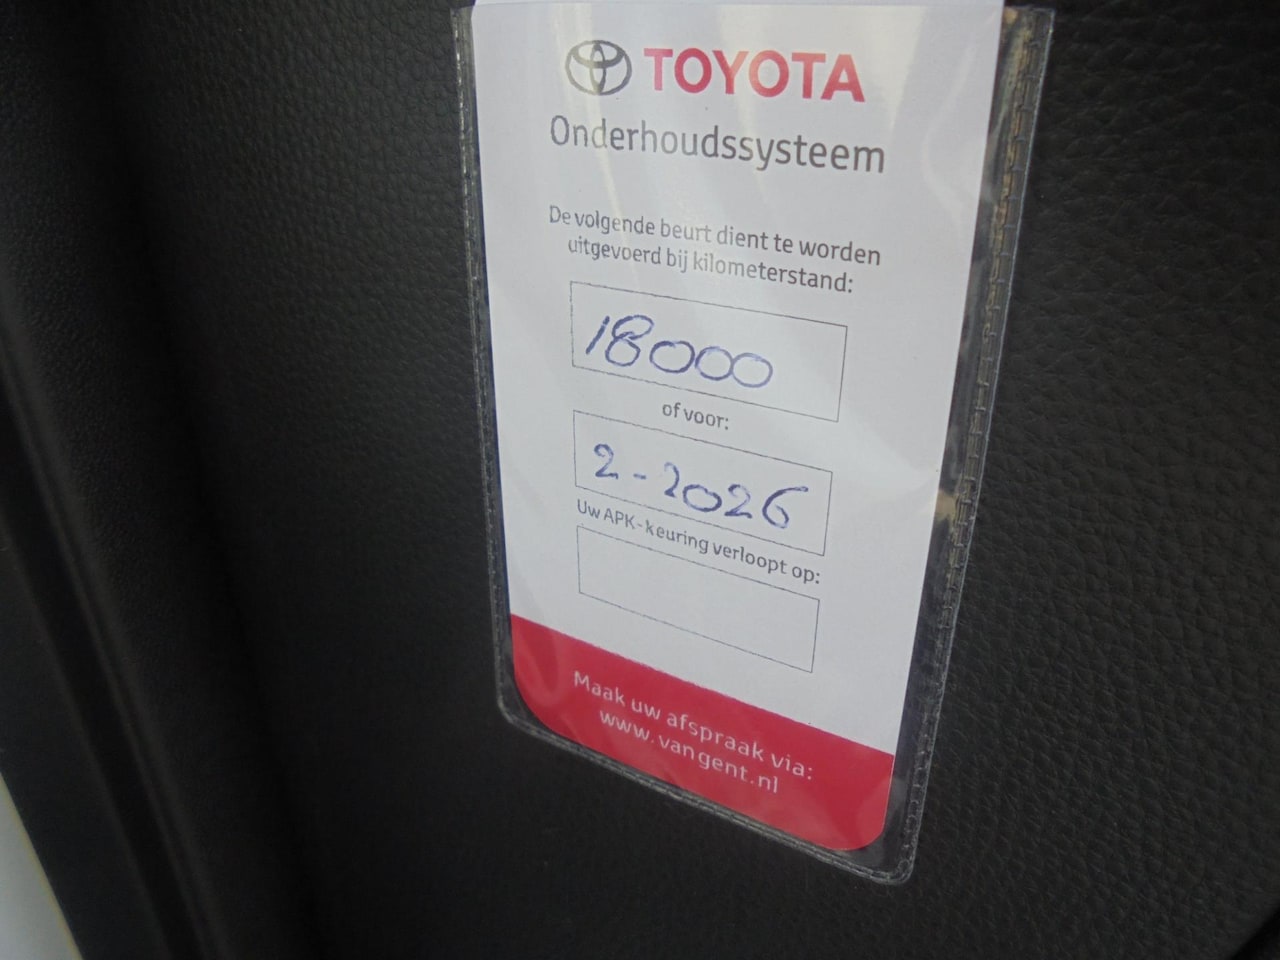 TOYOTA
Onderhoudssysteem
De volgende beurt dient te worden
uitgevoerd bij kilometerstand:
18000
of voor:
2-2026
Uw APK-keuring verloopt op:
Maak uw afspraak via:
www.vangent.nl